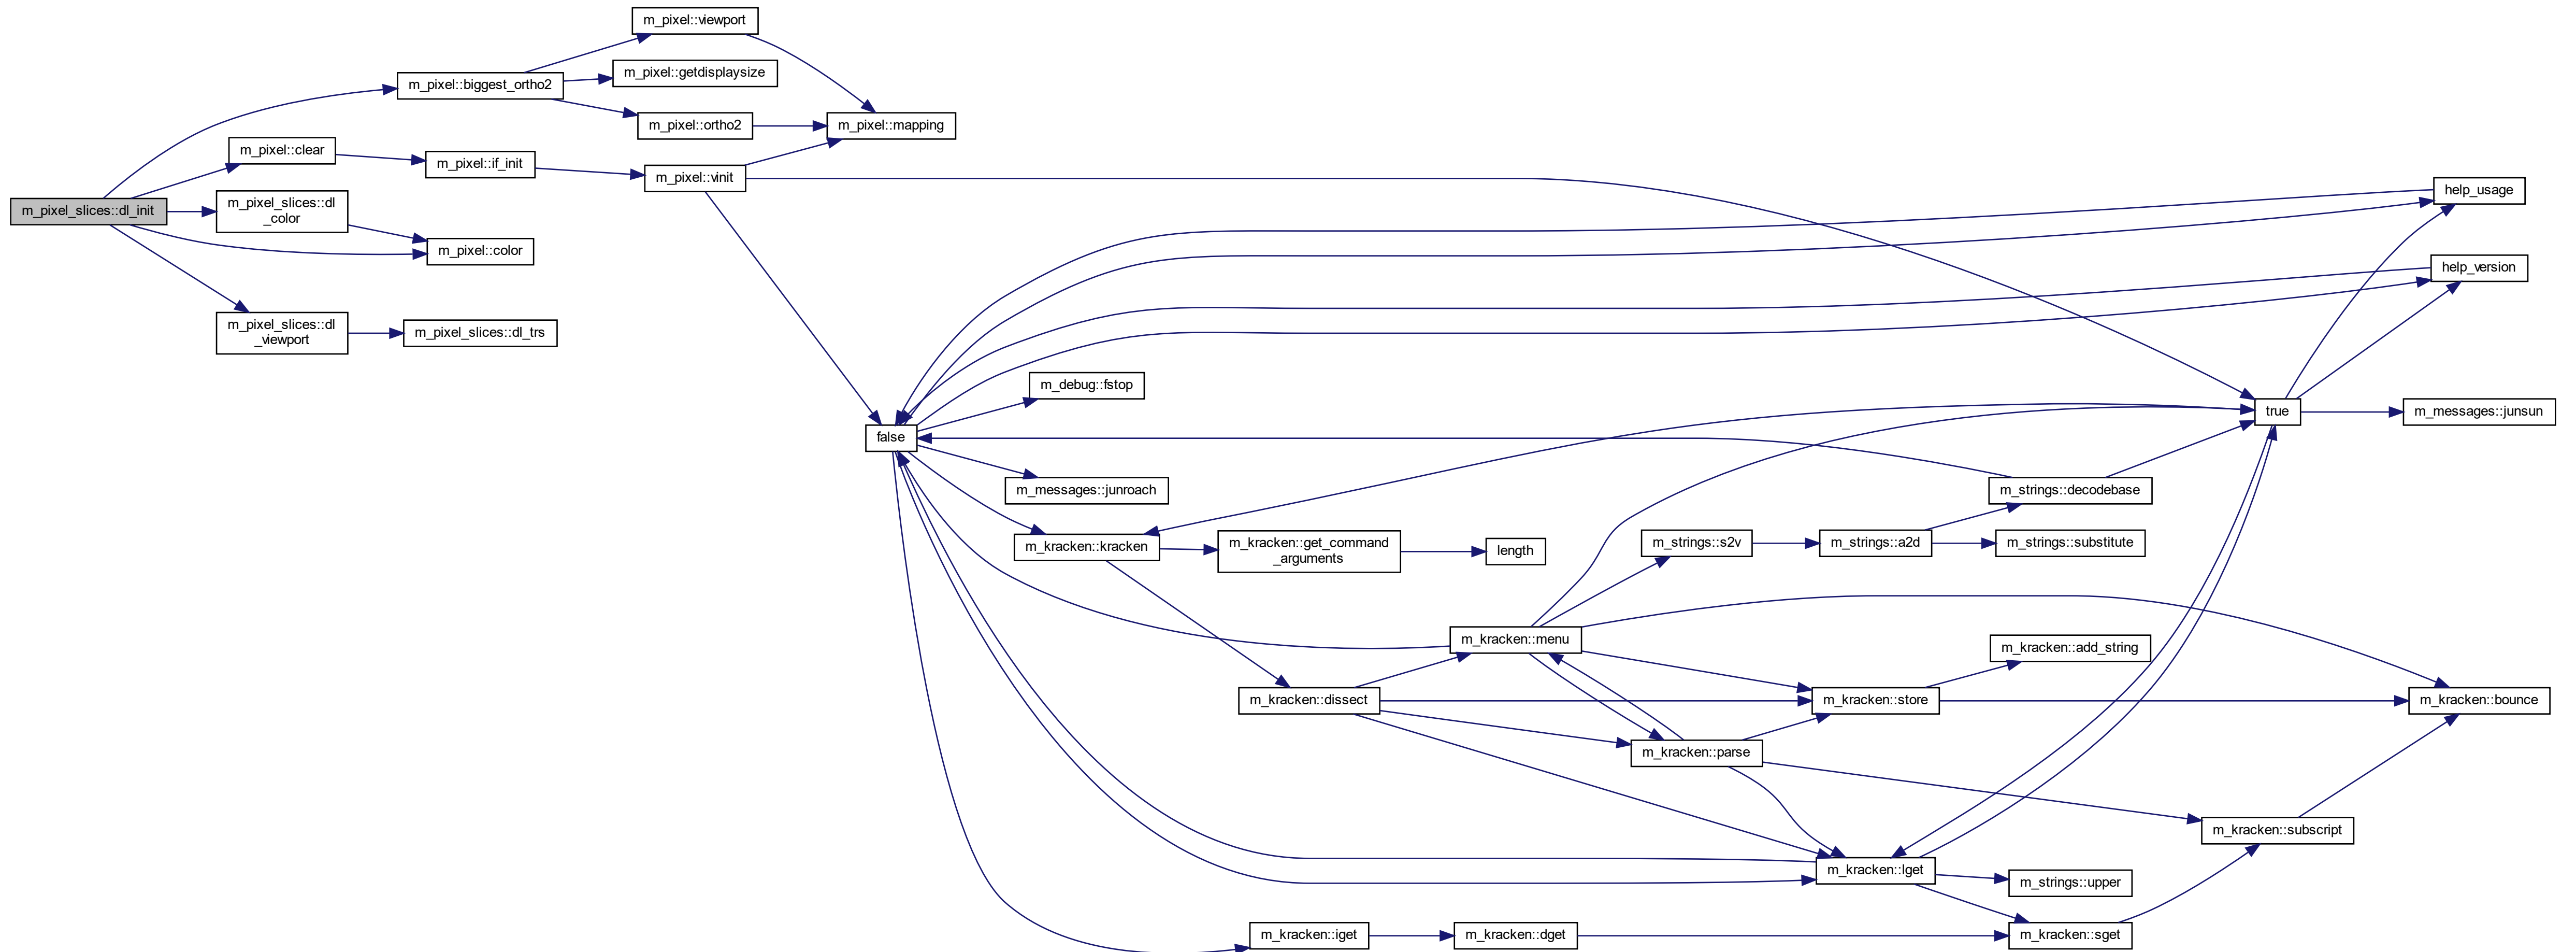 m_pixel::viewport
m_pixel::getdisplaysize
m_pixel::biggest_ortho2
m_pixel::ortho2
m_pixel::mapping
m_pixel::clear
m_pixel::if_init
m_pixel::vinit
m_pixel_slices::dl_init
m_pixel_slices::dl
_color
m_pixel::color
m_pixel_slices::dl
_viewport
m_pixel_slices::dl_trs
help_usage
help_version
m_debug::fstop
true
m_messages::junsun
false
m_messages::junroach
m_strings::decodebase
m_kracken::kracken
m_kracken::get_command
_arguments
length
m_strings::s2v
m_strings::a2d
m_strings::substitute
m_kracken::menu
m_kracken::add_string
m_kracken::dissect
m_kracken::store
m_kracken::bounce
m_kracken::parse
m_kracken::subscript
m_kracken::lget
m_strings::upper
m_kracken::iget
m_kracken::dget
m_kracken::sget